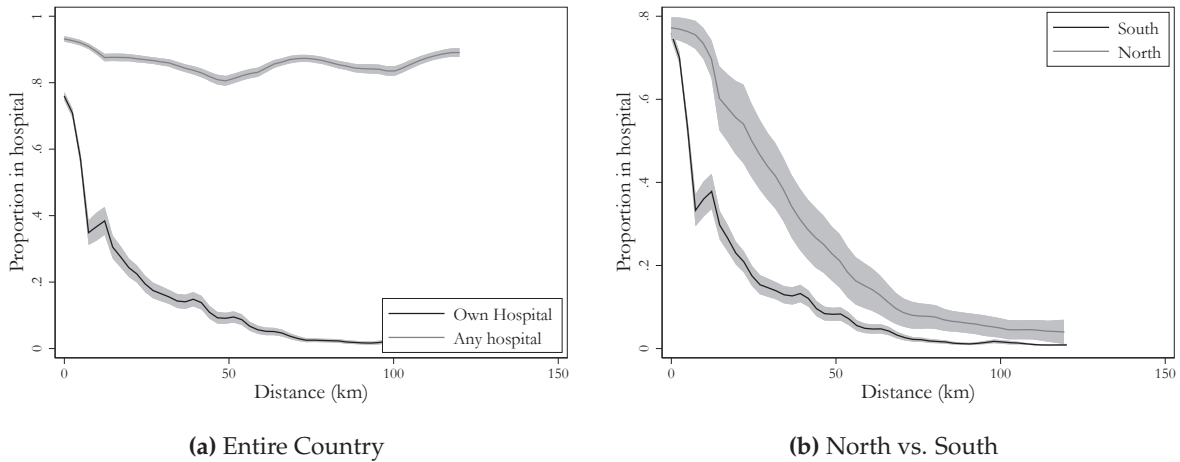 1
.8
.6
.4
.2
0
Proportion in hospital
0
50
100
150
Distance (km)
Own Hospital
Any hospital
(a) Entire Country
.8
.6
.4
.2
0
Proportion in hospital
0
50
100
150
Distance (km)
South
North
(b) North vs. South